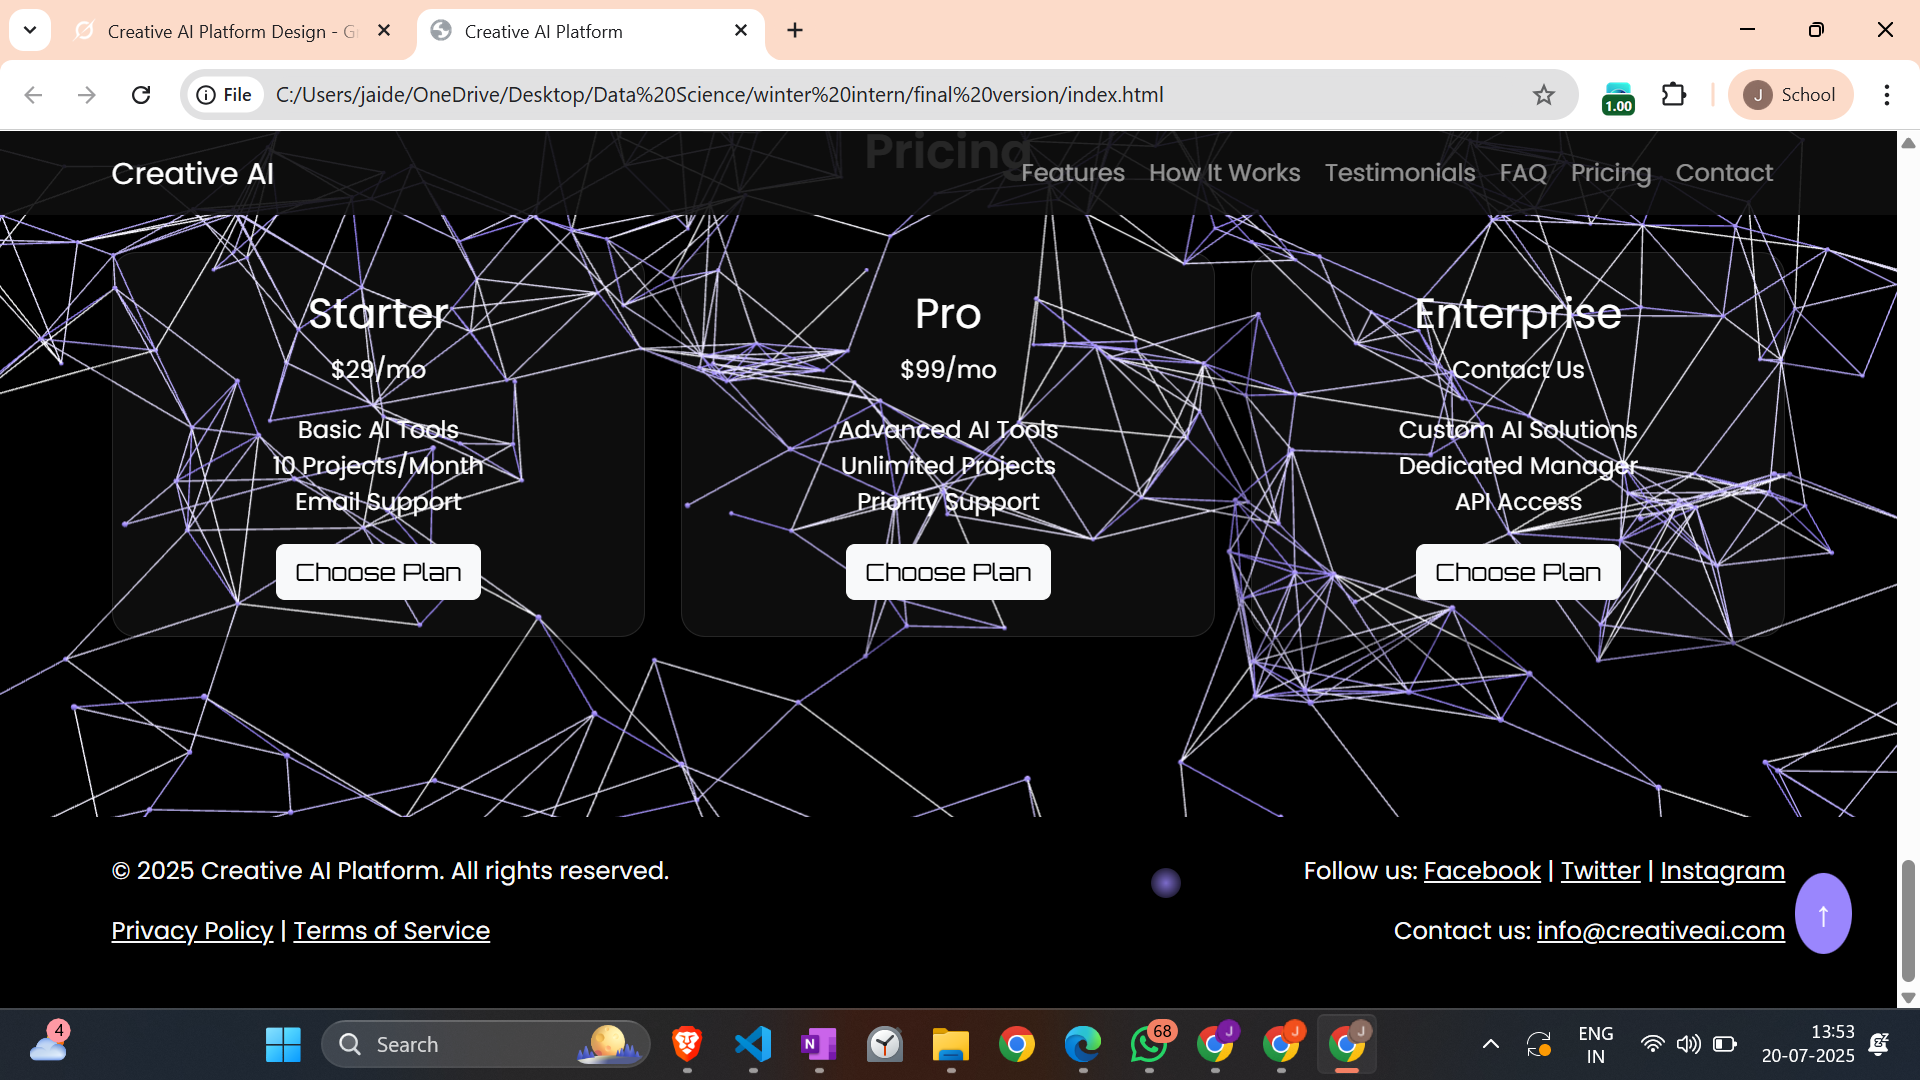 Creative AI Platform Design - G
Creative AI Platform
File
C:/Users/jaide/OneDrive/Desktop/Data%20Science/winter%20intern/final%20version/index.html
1.00
J
School
Pricing
Creative AI
Features
How It Works
Testimonials
FAQ
Pricing
Contact
Starter
$29/mo
Basic AI Tools
10 Projects/Month
Email Support
Choose Plan
Pro
$99/mo
Advanced AI Tools
Unlimited Projects
Priority Support
Choose Plan
Enterprise
Contact Us
Custom AI Solutions
Dedicated Manager
API Access
Choose Plan
© 2025 Creative AI Platform. All rights reserved.
Privacy Policy | Terms of Service
Follow us: Facebook | Twitter | Instagram
Contact us: info@creativeai.com
↑
4
Search
N
68
J
J
J
ENG
IN
13:53
20-07-2025